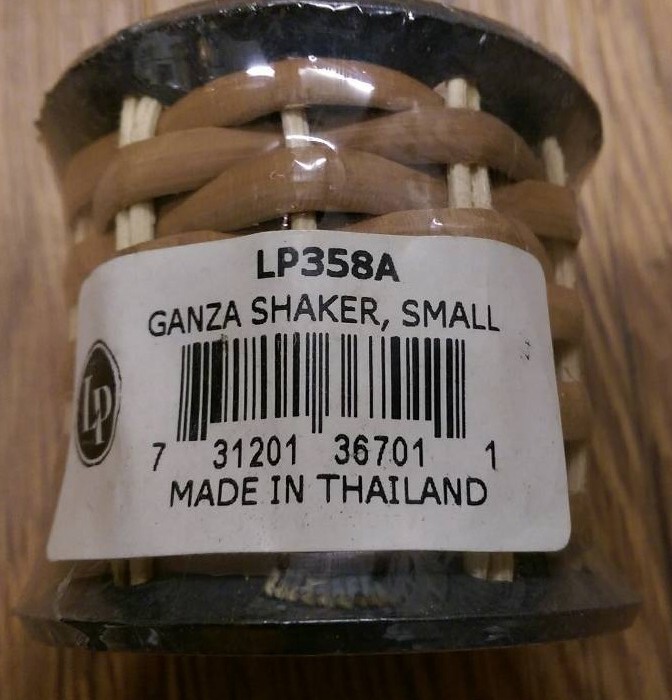 LP358A
GANZA SHAKER, SMALL
LP
7 31201 36701 1
MADE IN THAILAND